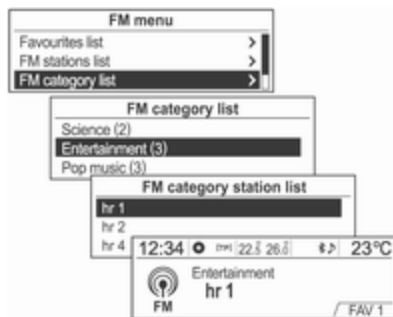 FM menu
Favourites list
FM stations list
FM category list
FM category list
Science (2)
Entertainment (3)
Pop music (3)
FM category station list
hr 1
hr 2
hr 4
12:34 22.5 26.0 23°C
Entertainment
hr 1
FM
FAV 1